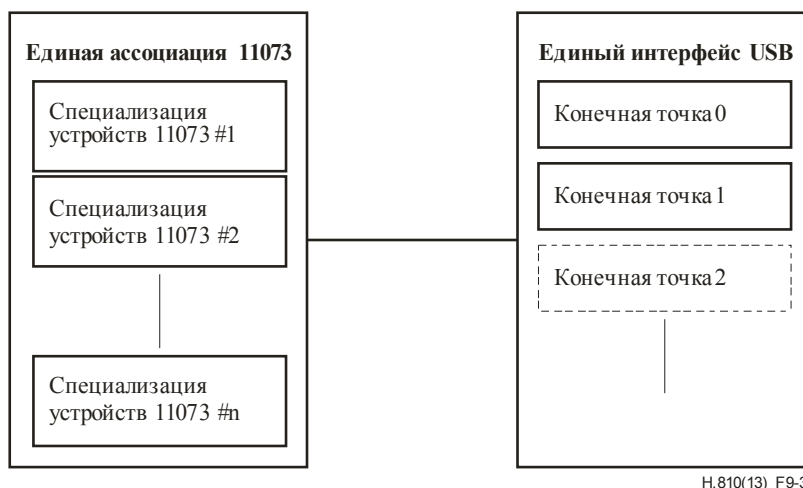 Единая ассоциация 11073
Специализация
устройств 11073 #1
Специализация
устройств 11073 #2
Специализация
устройств 11073 #n
Единый интерфейс USB
Конечная точка 0
Конечная точка 1
Конечная точка 2
H.810(13)_F9-3